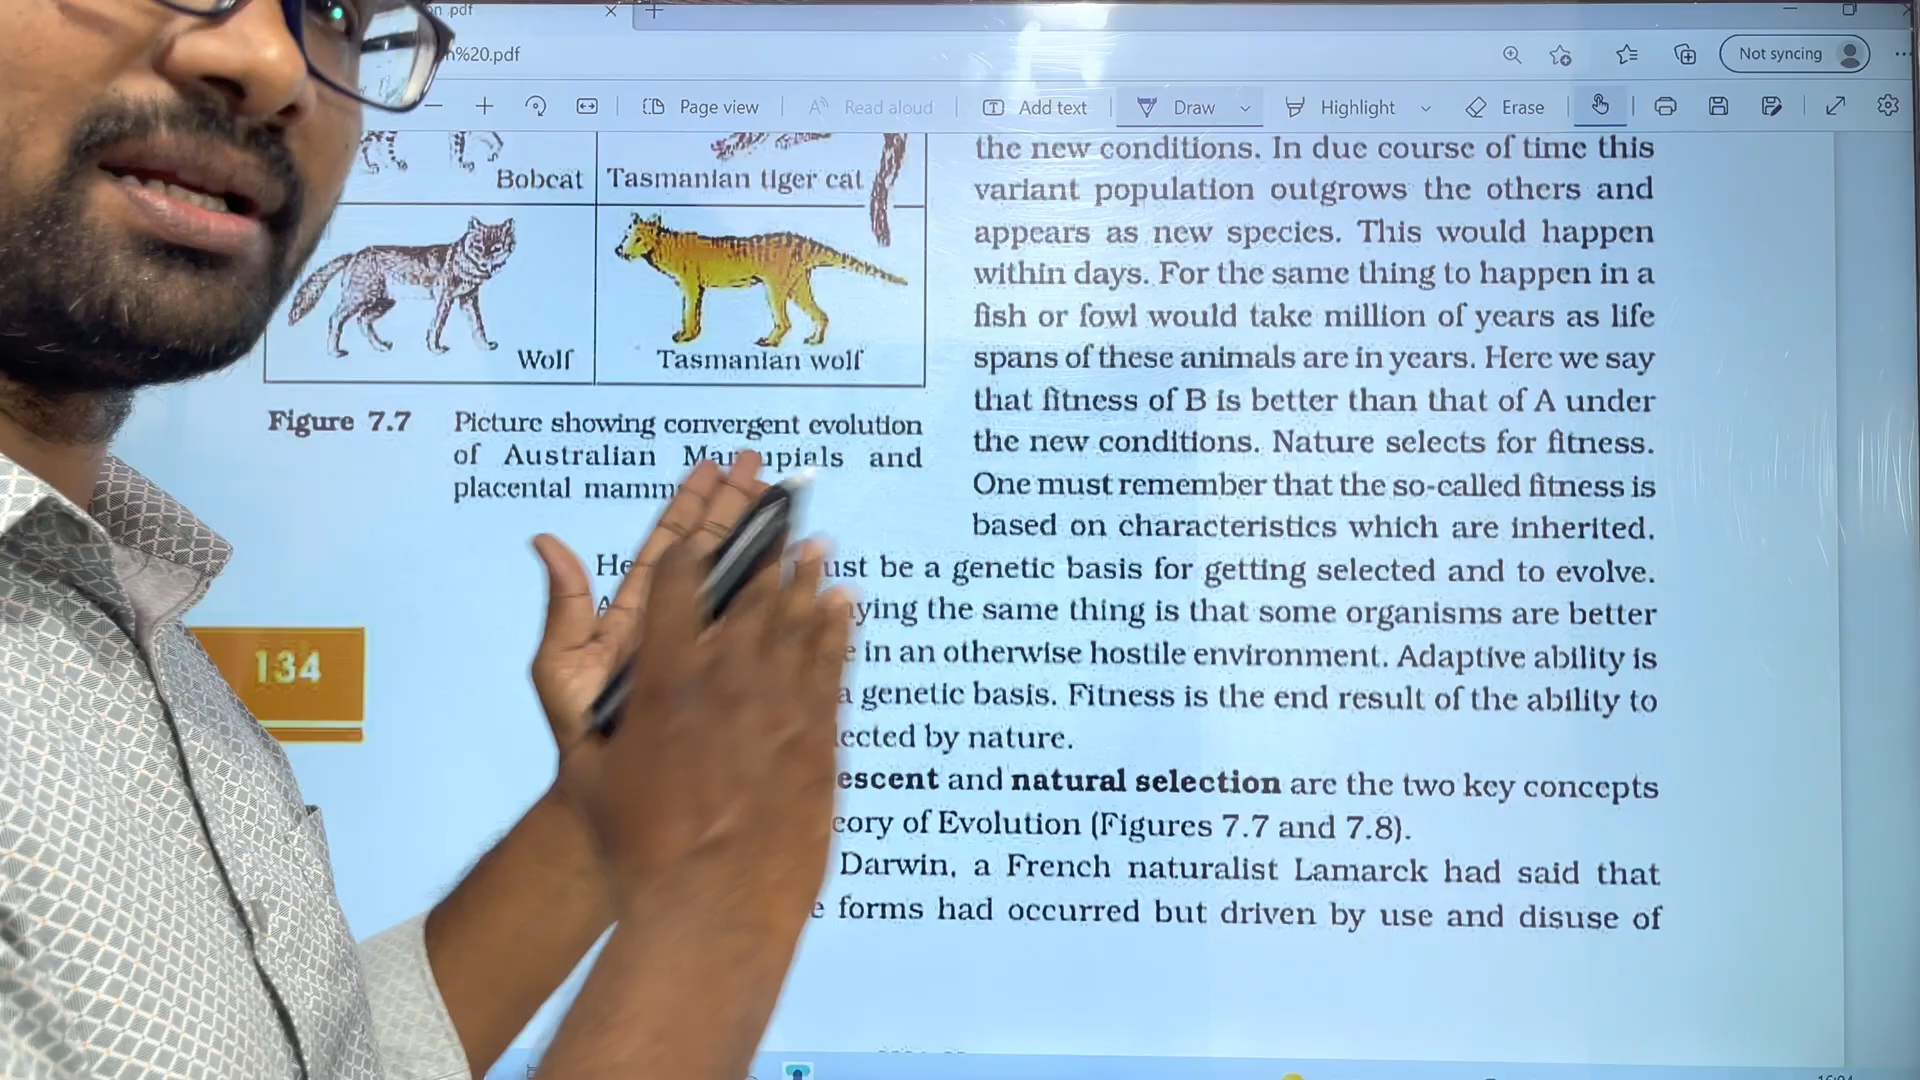 n .pdf
n%20.pdf
Not syncing
Page view
Read aloud
Add text
Draw
Highlight
Erase
Bobcat
Tasmanian tiger cat
Wolf
Tasmanian wolf
Figure 7.7
Picture showing convergent evolution
of Australian Marsupials and
placental mamm
134
the new conditions. In due course of time this
variant population outgrows the others and
appears as new species. This would happen
within days. For the same thing to happen in a
fish or fowl would take million of years as life
spans of these animals are in years. Here we say
that fitness of B is better than that of A under
the new conditions. Nature selects for fitness.
One must remember that the so-called fitness is
based on characteristics which are inherited.
He ust be a genetic basis for getting selected and to evolve.
A ying the same thing is that some organisms are better
e in an otherwise hostile environment. Adaptive ability is
a genetic basis. Fitness is the end result of the ability to
lected by nature.
escent and natural selection are the two key concepts
eory of Evolution (Figures 7.7 and 7.8).
Darwin, a French naturalist Lamarck had said that
e forms had occurred but driven by use and disuse of